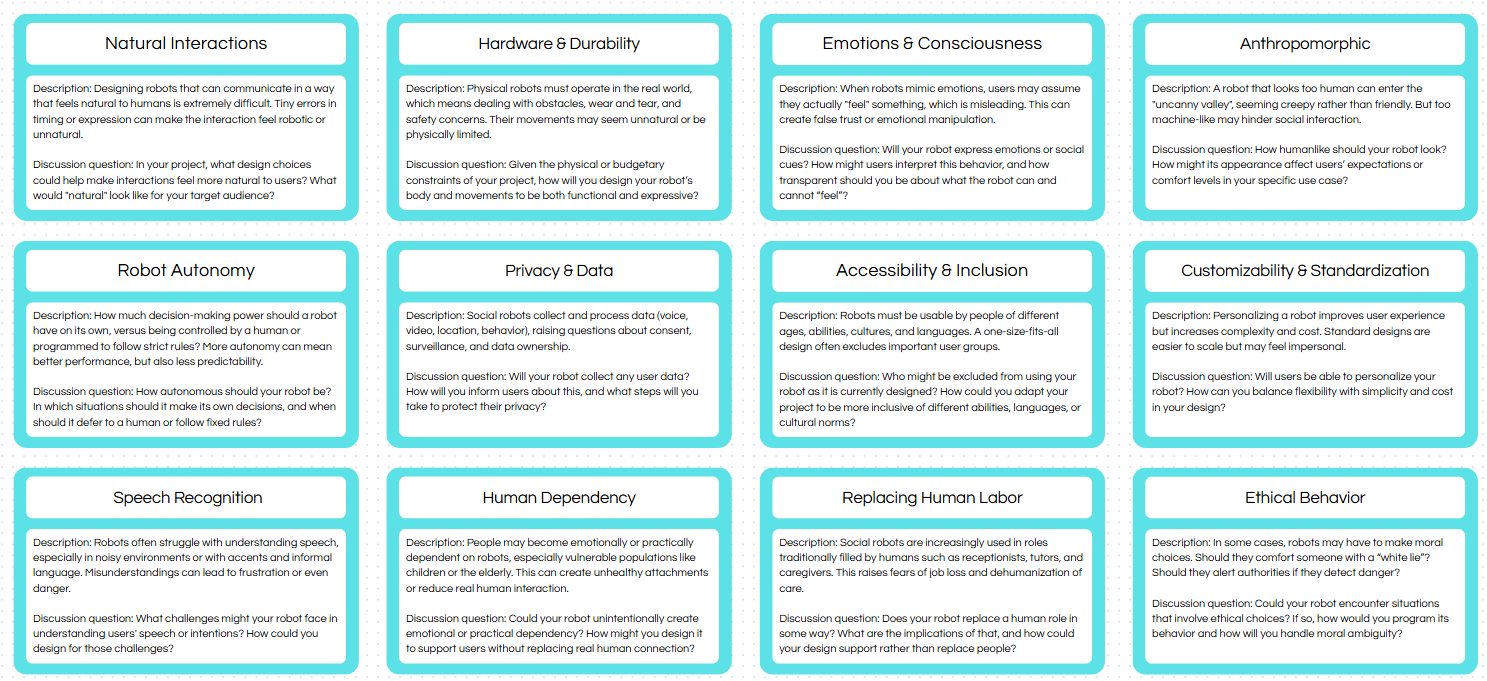 Natural Interactions
Description: Designing robots that can communicate in a way
that feels natural to humans is extremely difficult. Tiny errors in
timing or expression can make the interaction feel robotic or
unnatural.
Discussion question: In your project, what design choices
could help make interactions feel more natural to users? What
would "natural" look like for your target audience?
Hardware & Durability
Description: Physical robots must operate in the real world,
which means dealing with obstacles, wear and tear, and
safety concerns. Their movements may seem unnatural or be
physically limited.
Discussion question: Given the physical or budgetary
constraints of your project, how will you design your robot's
body and movements to be both functional and expressive?
Emotions & Consciousness
Description: When robots mimic emotions, users may assume
they actually "feel" something, which is misleading. This can
create false trust or emotional manipulation.
Discussion question: Will your robot express emotions or social
cues? How might users interpret this behavior, and how
transparent should you be about what the robot can and
cannot “feel”?
Anthropomorphic
Description: A robot that looks too human can enter the
"uncanny valley", seeming creepy rather than friendly. But too
machine-like may hinder social interaction.
Discussion question: How humanlike should your robot look?
How might its appearance affect users’ expectations or
comfort levels in your specific use case?
Robot Autonomy
Description: How much decision-making power should a robot
have on its own, versus being controlled by a human or
programmed to follow strict rules? More autonomy can mean
better performance, but also less predictability.
Discussion question: How autonomous should your robot be?
In which situations should it make its own decisions, and when
should it defer to a human or follow fixed rules?
Privacy & Data
Description: Social robots collect and process data (voice,
video, location, behavior), raising questions about consent,
surveillance, and data ownership.
Discussion question: Will your robot collect any user data?
How will you inform users about this, and what steps will you
take to protect their privacy?
Accessibility & Inclusion
Description: Robots must be usable by people of different
ages, abilities, cultures, and languages. A one-size-fits-all
design often excludes important user groups.
Discussion question: Who might be excluded from using your
robot as it is currently designed? How could you adapt your
project to be more inclusive of different abilities, languages, or
cultural norms?
Customizability & Standardization
Description: Personalizing a robot improves user experience
but increases complexity and cost. Standard designs are
easier to scale but may feel impersonal.
Discussion question: Will users be able to personalize your
robot? How can you balance flexibility with simplicity and cost
in your design?
Speech Recognition
Description: Robots often struggle with understanding speech,
especially in noisy environments or with accents and informal
language. Misunderstandings can lead to frustration or even
danger.
Discussion question: What challenges might your robot face in
understanding users' speech or intentions? How could you
design for those challenges?
Human Dependency
Description: People may become emotionally or practically
dependent on robots, especially vulnerable populations like
children or the elderly. This can create unhealthy attachments
or reduce real human interaction.
Discussion question: Could your robot unintentionally create
emotional or practical dependency? How might you design it
to support users without replacing real human connection?
Replacing Human Labor
Description: Social robots are increasingly used in roles
traditionally filled by humans such as receptionists, tutors, and
caregivers. This raises fears of job loss and dehumanization of
care.
Discussion question: Does your robot replace a human role in
some way? What are the implications of that, and how could
your design support rather than replace people?
Ethical Behavior
Description: In some cases, robots may have to make moral
choices. Should they comfort someone with a “white lie”?
Should they alert authorities if they detect danger?
Discussion question: Could your robot encounter situations
that involve ethical choices? If so, how would you program its
behavior and how will you handle moral ambiguity?